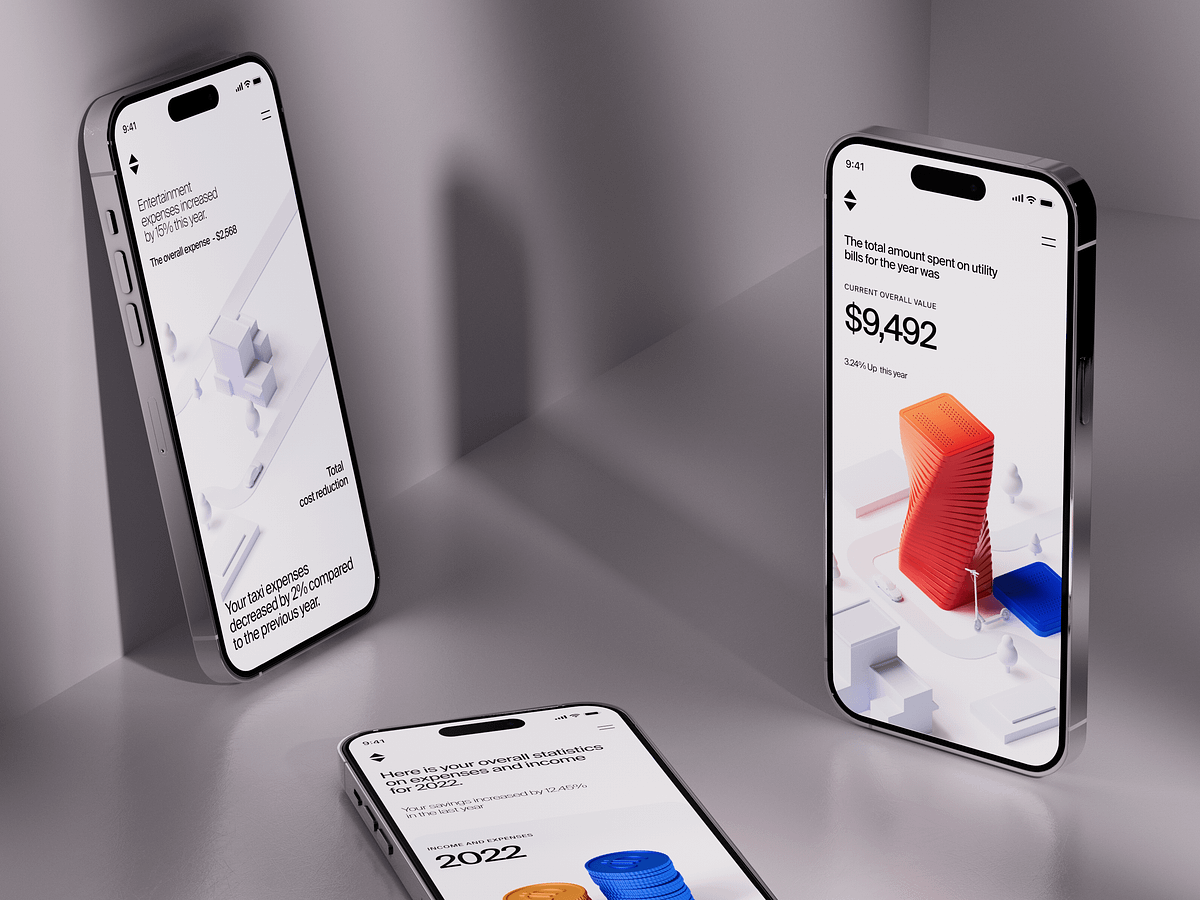 9:41
Entertainment
expenses increased
by 15% this year.
The overall expense - $2,568
Total
cost reduction
Your taxi expenses
decreased by 2% compared
to the previous year.
9:41
The total amount spent on utility
bills for the year was
CURRENT OVERALL VALUE
$9,492
3.24% Up this year
9:41
Here is your overall statistics
on expenses and income
for 2022.
Your savings increased by 12.45%
in the last year
INCOME AND EXPENSES
2022